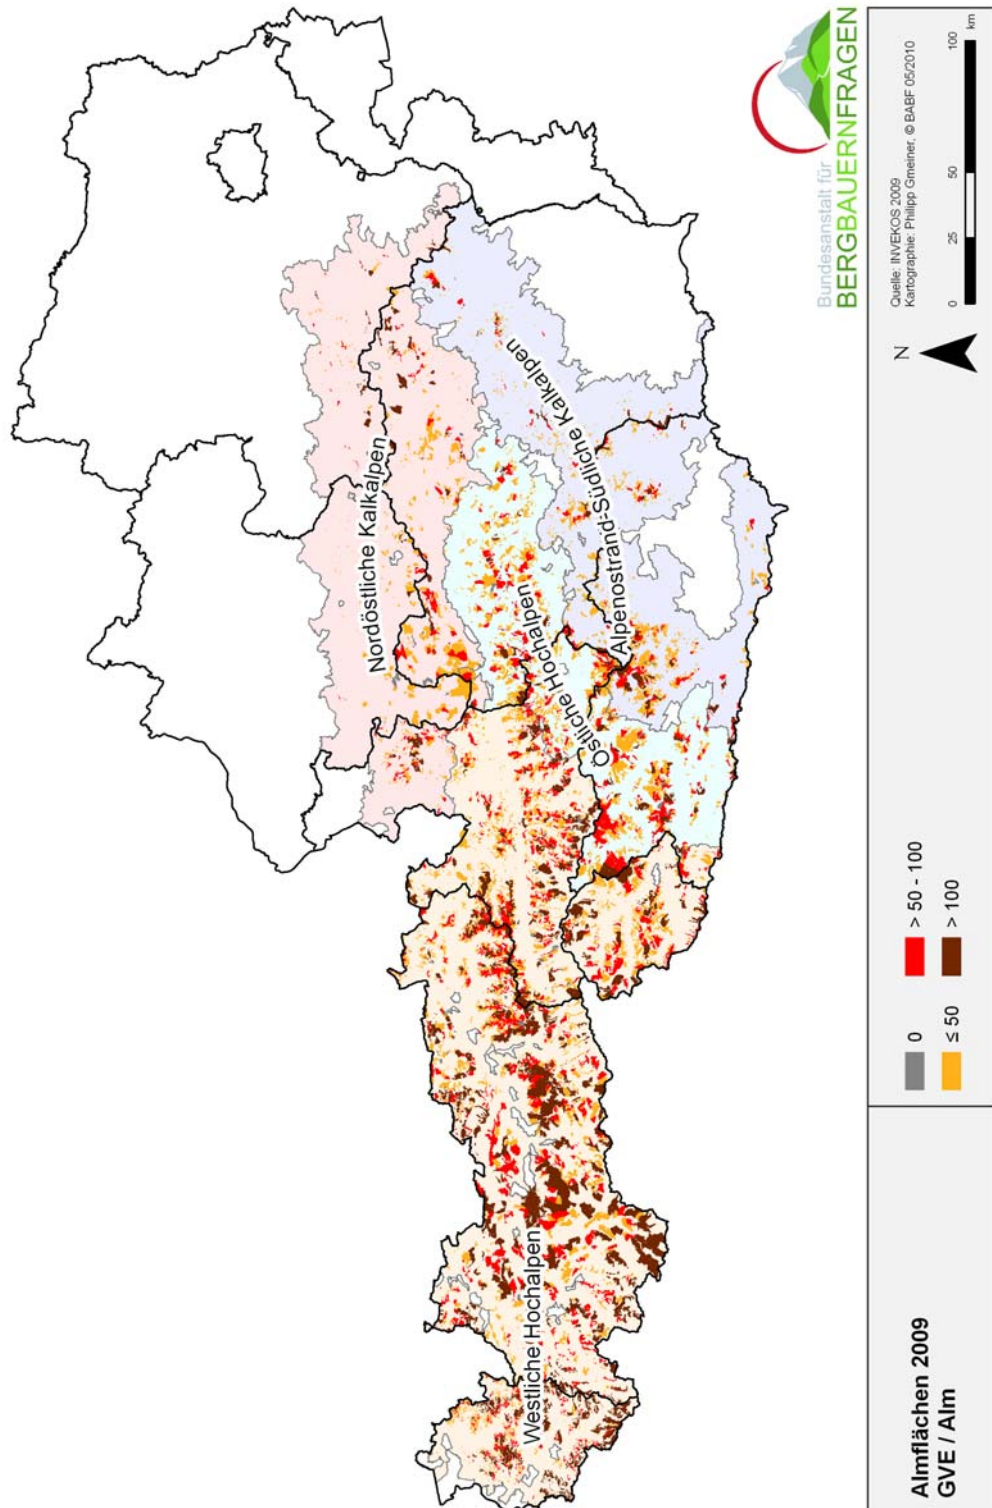 Nordöstliche Kalkalpen
Alpenostrand-Südliche Kalkalpen
Östliche Hochalpen
Westliche Hochalpen
Bundesanstalt für
BERGBAUERNFRAGEN
Almflächen 2009
GVE / Alm
0
> 50 - 100
≤ 50
> 100
N
Quelle: INVEKOS 2009
Kartographie: Philipp Gmeiner, © BABF 05/2010
0 25 50 100
km